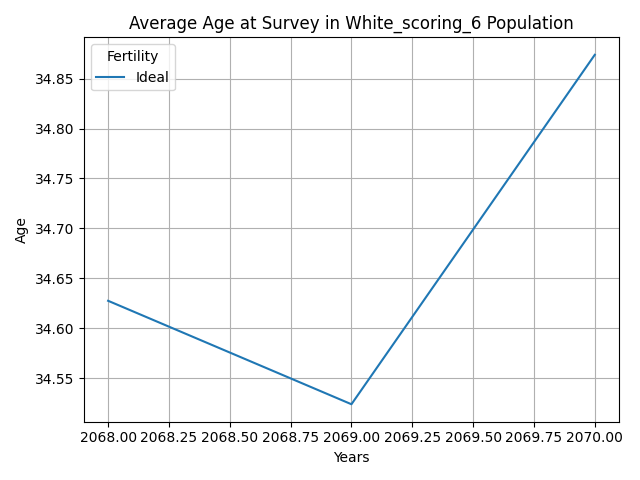 Average Age at Survey in White_scoring_6 Population
Fertility
Ideal
34.85
34.80
34.75
34.70
34.65
34.60
34.55
Age
2068.00 2068.25 2068.50 2068.75 2069.00 2069.25 2069.50 2069.75 2070.00
Years